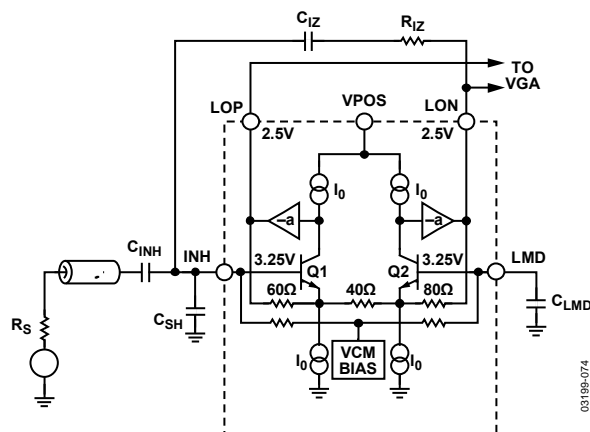 C_IZ
R_IZ
TO
VGA
LOP
VPOS
LON
2.5V
2.5V
I_0
I_0
–a
–a
C_INH
INH
3.25V
Q1
Q2
3.25V
LMD
60Ω
40Ω
80Ω
R_S
C_SH
C_LMD
I_0
VCM
BIAS
I_0
03199-074